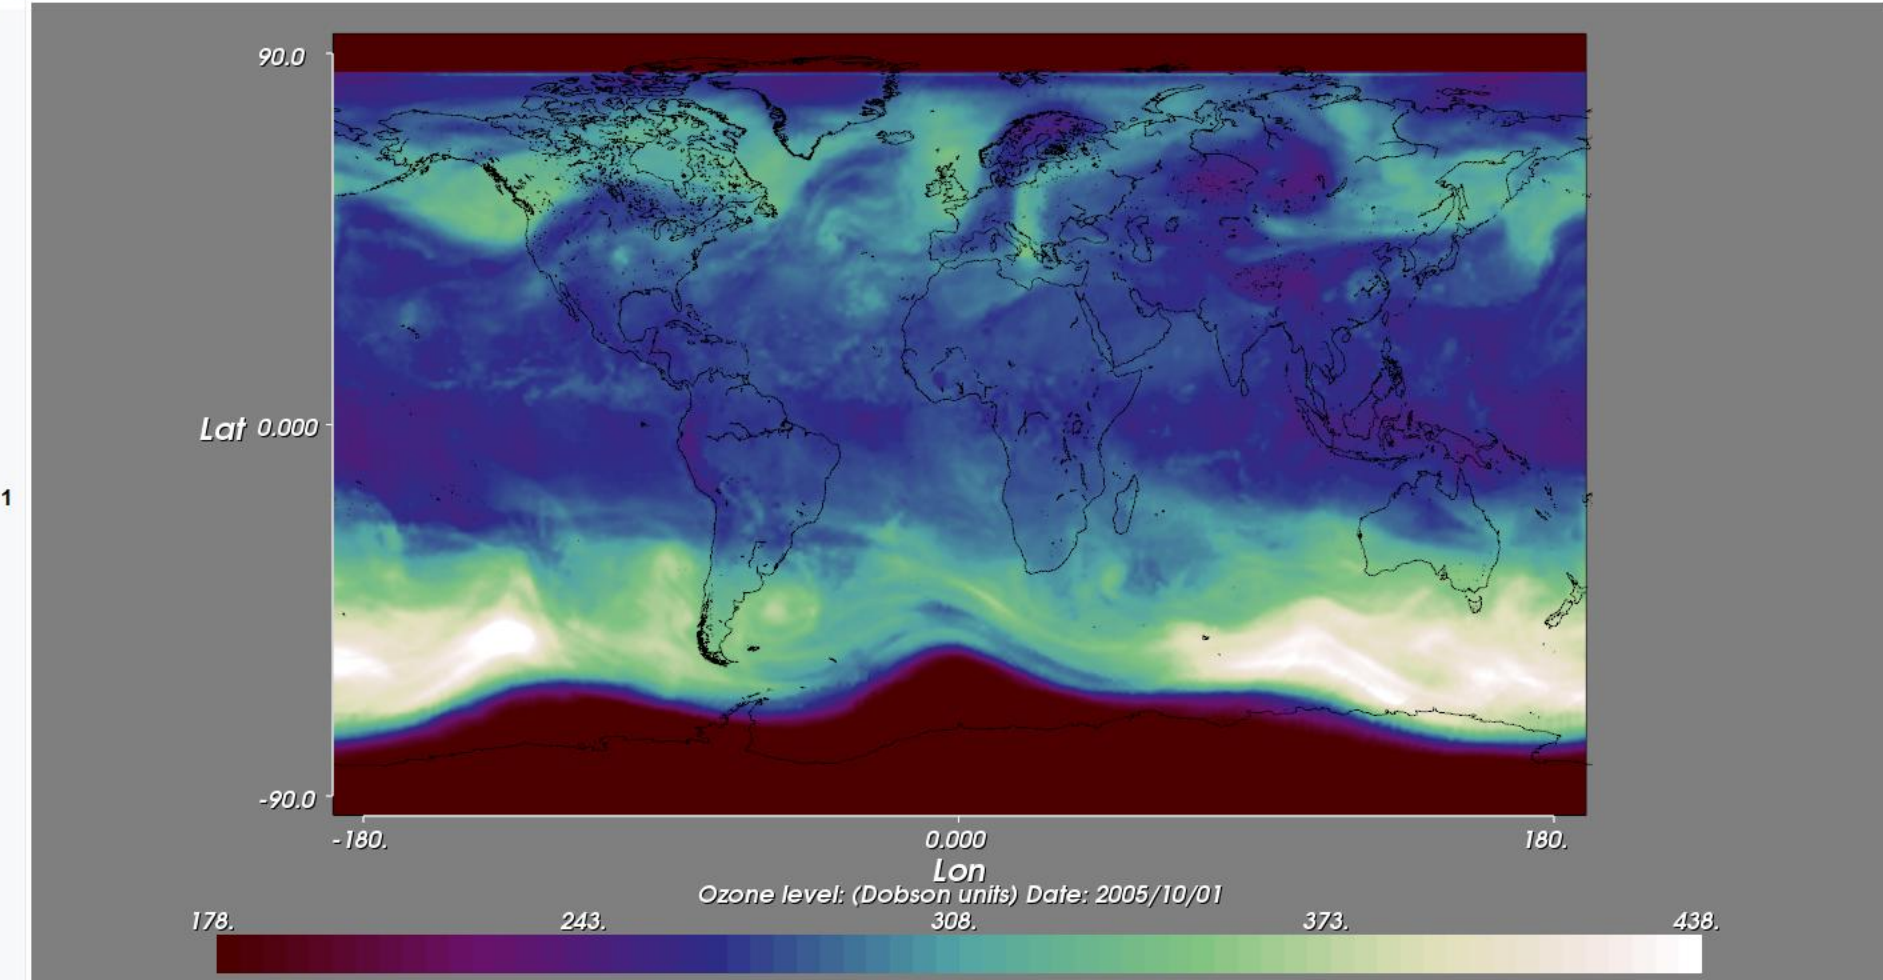 90.0
1
Lat 0.000
-90.0
-180. 0.000 180.
Lon
Ozone level: (Dobson units) Date: 2005/10/01
178. 243. 308. 373. 438.